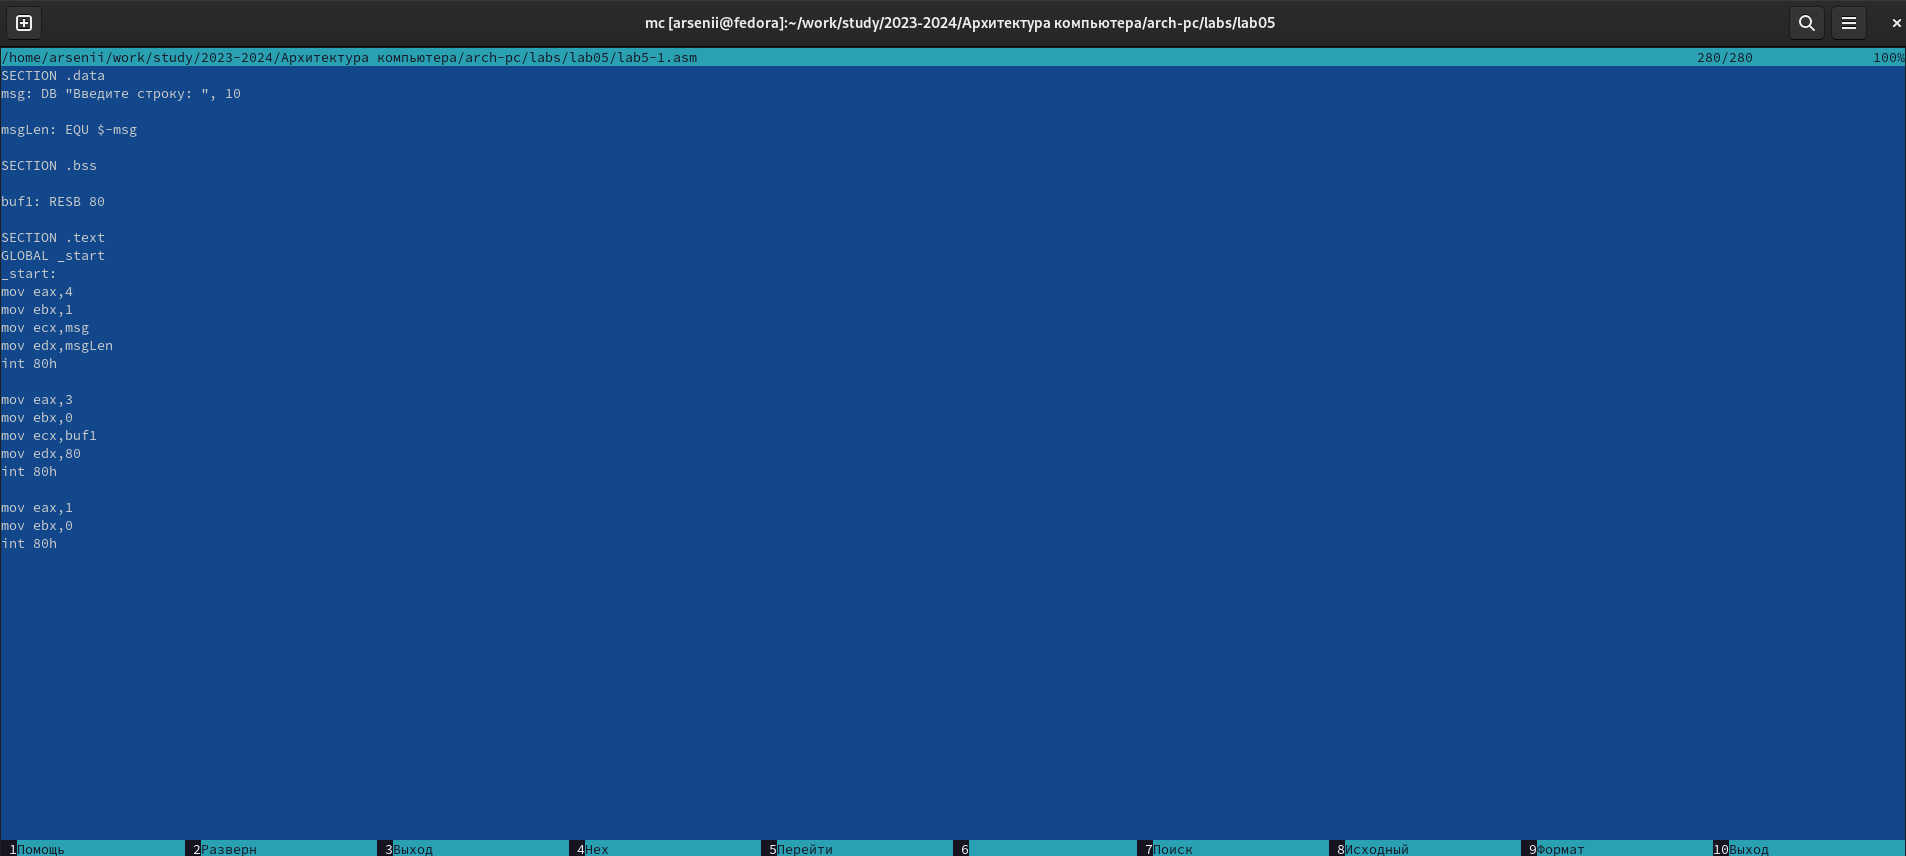 mc [arsenii@fedora]:~/work/study/2023-2024/Архитектура компьютера/arch-pc/labs/lab05
/home/arsenii/work/study/2023-2024/Архитектура компьютера/arch-pc/labs/lab05/lab5-1.asm 280/280 100%
SECTION .data
msg: DB "Введите строку: ", 10
msgLen: EQU $-msg
SECTION .bss
buf1: RESB 80
SECTION .text
GLOBAL _start
_start:
mov eax,4
mov ebx,1
mov ecx,msg
mov edx,msgLen
int 80h
mov eax,3
mov ebx,0
mov ecx,buf1
mov edx,80
int 80h
mov eax,1
mov ebx,0
int 80h
1Помощь 2Разверн 3Выход 4Hex 5Перейти 6 7Поиск 8Исходный 9Формат 10Выход